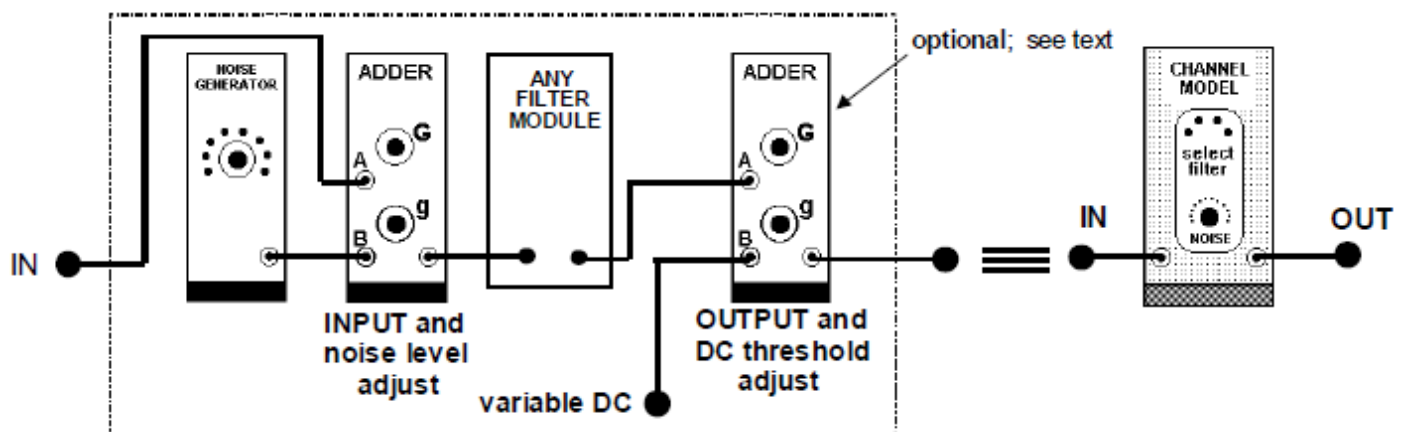 optional; see text
NOISE
GENERATOR
ADDER
G
A
g
B
ANY
FILTER
MODULE
ADDER
G
A
g
B
CHANNEL
MODEL
select
filter
NOISE
IN
IN
OUT
INPUT and
noise level
adjust
OUTPUT and
DC threshold
adjust
variable DC